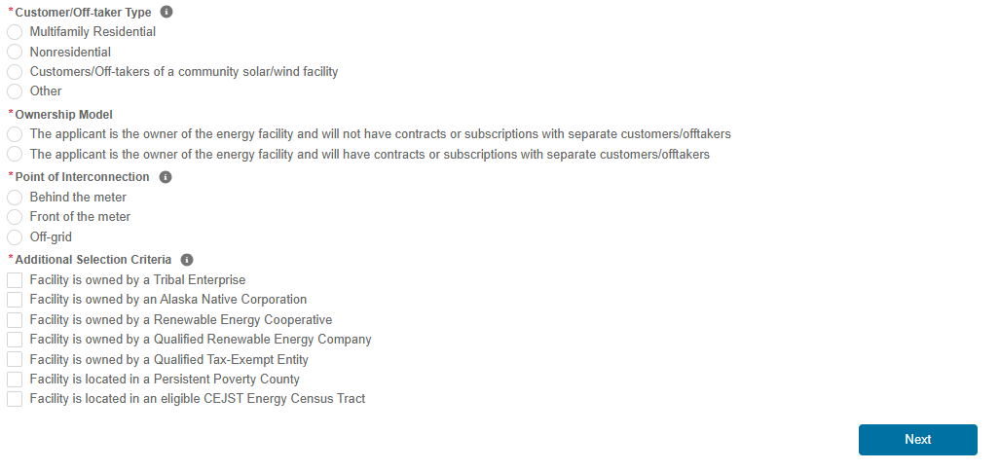 *Customer/Off-taker Type
Multifamily Residential
Nonresidential
Customers/Off-takers of a community solar/wind facility
Other
*Ownership Model
The applicant is the owner of the energy facility and will not have contracts or subscriptions with separate customers/offtakers
The applicant is the owner of the energy facility and will have contracts or subscriptions with separate customers/offtakers
*Point of Interconnection
Behind the meter
Front of the meter
Off-grid
*Additional Selection Criteria
Facility is owned by a Tribal Enterprise
Facility is owned by an Alaska Native Corporation
Facility is owned by a Renewable Energy Cooperative
Facility is owned by a Qualified Renewable Energy Company
Facility is owned by a Qualified Tax-Exempt Entity
Facility is located in a Persistent Poverty County
Facility is located in an eligible CEJST Energy Census Tract
Next